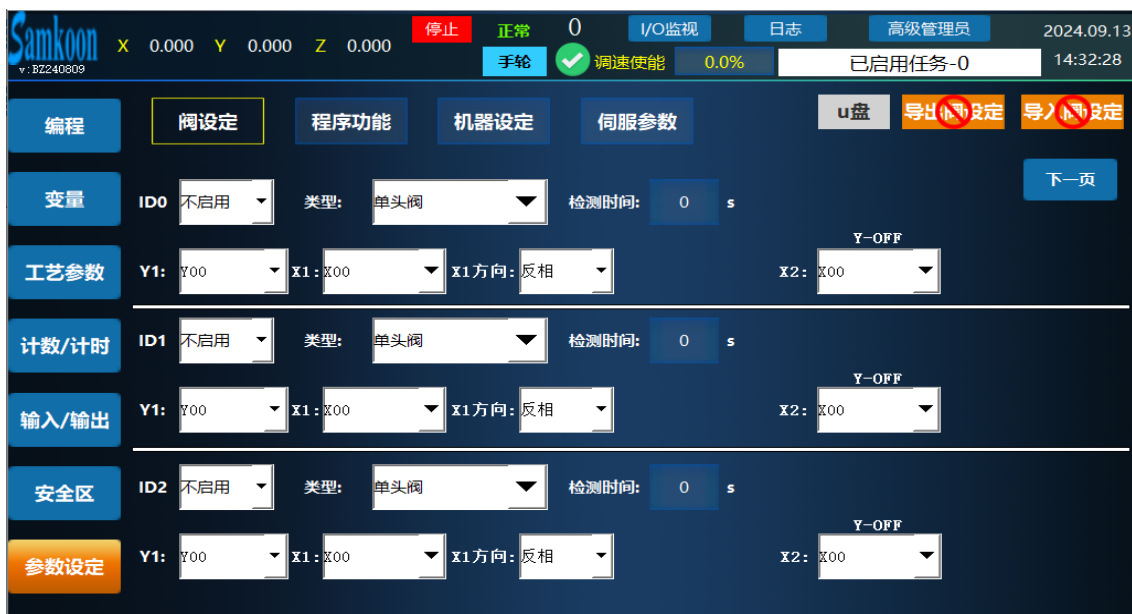 Samkoon
v:BZ240809
X 0.000 Y 0.000 Z 0.000
停止 正常 0 I/O监视 日志 高级管理员 2024.09.13
手轮 调速使能 0.0% 已启用任务-0 14:32:28
编程 阀设定 程序功能 机器设定 伺服参数 u盘 导出阀设定 导入阀设定
下一页
变量 ID0 不启用 类型: 单头阀 检测时间: 0 s
Y-OFF
工艺参数 Y1: Y00 X1:X00 X1方向:反相 X2: X00
计数/计时 ID1 不启用 类型: 单头阀 检测时间: 0 s
Y-OFF
输入/输出 Y1: Y00 X1:X00 X1方向:反相 X2: X00
安全区 ID2 不启用 类型: 单头阀 检测时间: 0 s
Y-OFF
参数设定 Y1: Y00 X1:X00 X1方向:反相 X2: X00